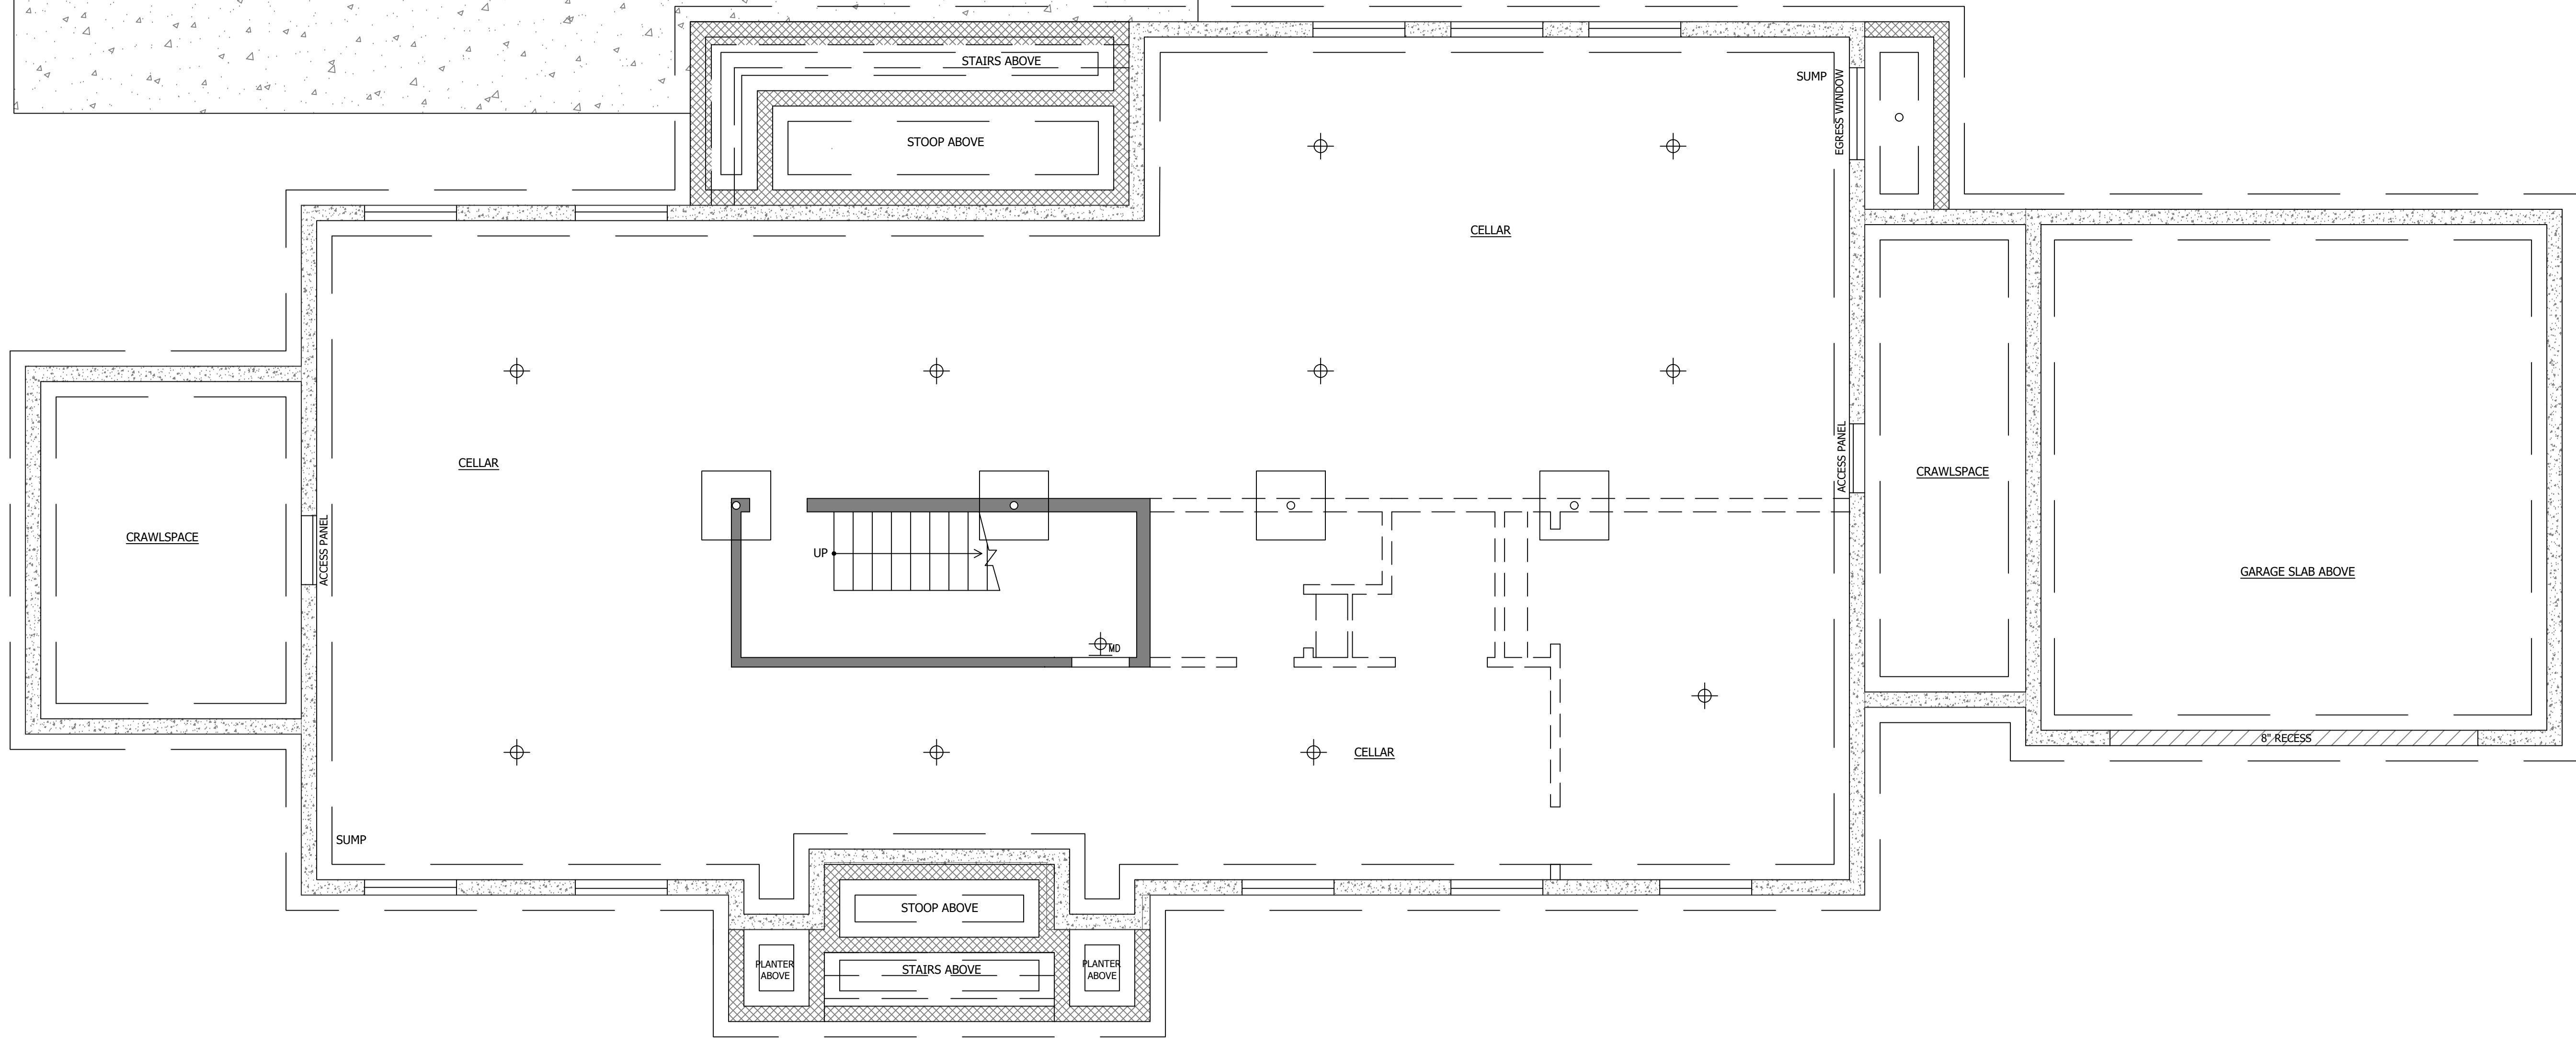 STAIRS ABOVE
SUMP
EGRESS WINDOW
STOOP ABOVE
CELLAR
CELLAR
ACCESS PANEL
CRAWLSPACE
CRAWLSPACE
ACCESS PANEL
UP
GARAGE SLAB ABOVE
MD
8" RECESS
CELLAR
SUMP
STOOP ABOVE
PLANTER
ABOVE
STAIRS ABOVE
PLANTER
ABOVE